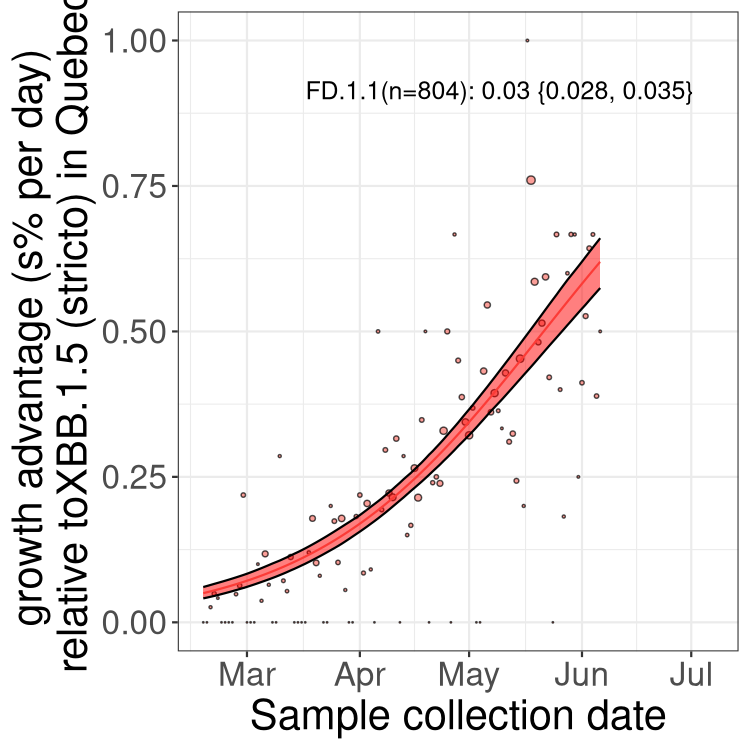 growth advantage (s% per day)
relative toXBB.1.5 (stricto) in Quebec
1.00
0.75
0.50
0.25
0.00
FD.1.1(n=804): 0.03 {0.028, 0.035}
Mar Apr May Jun Jul
Sample collection date